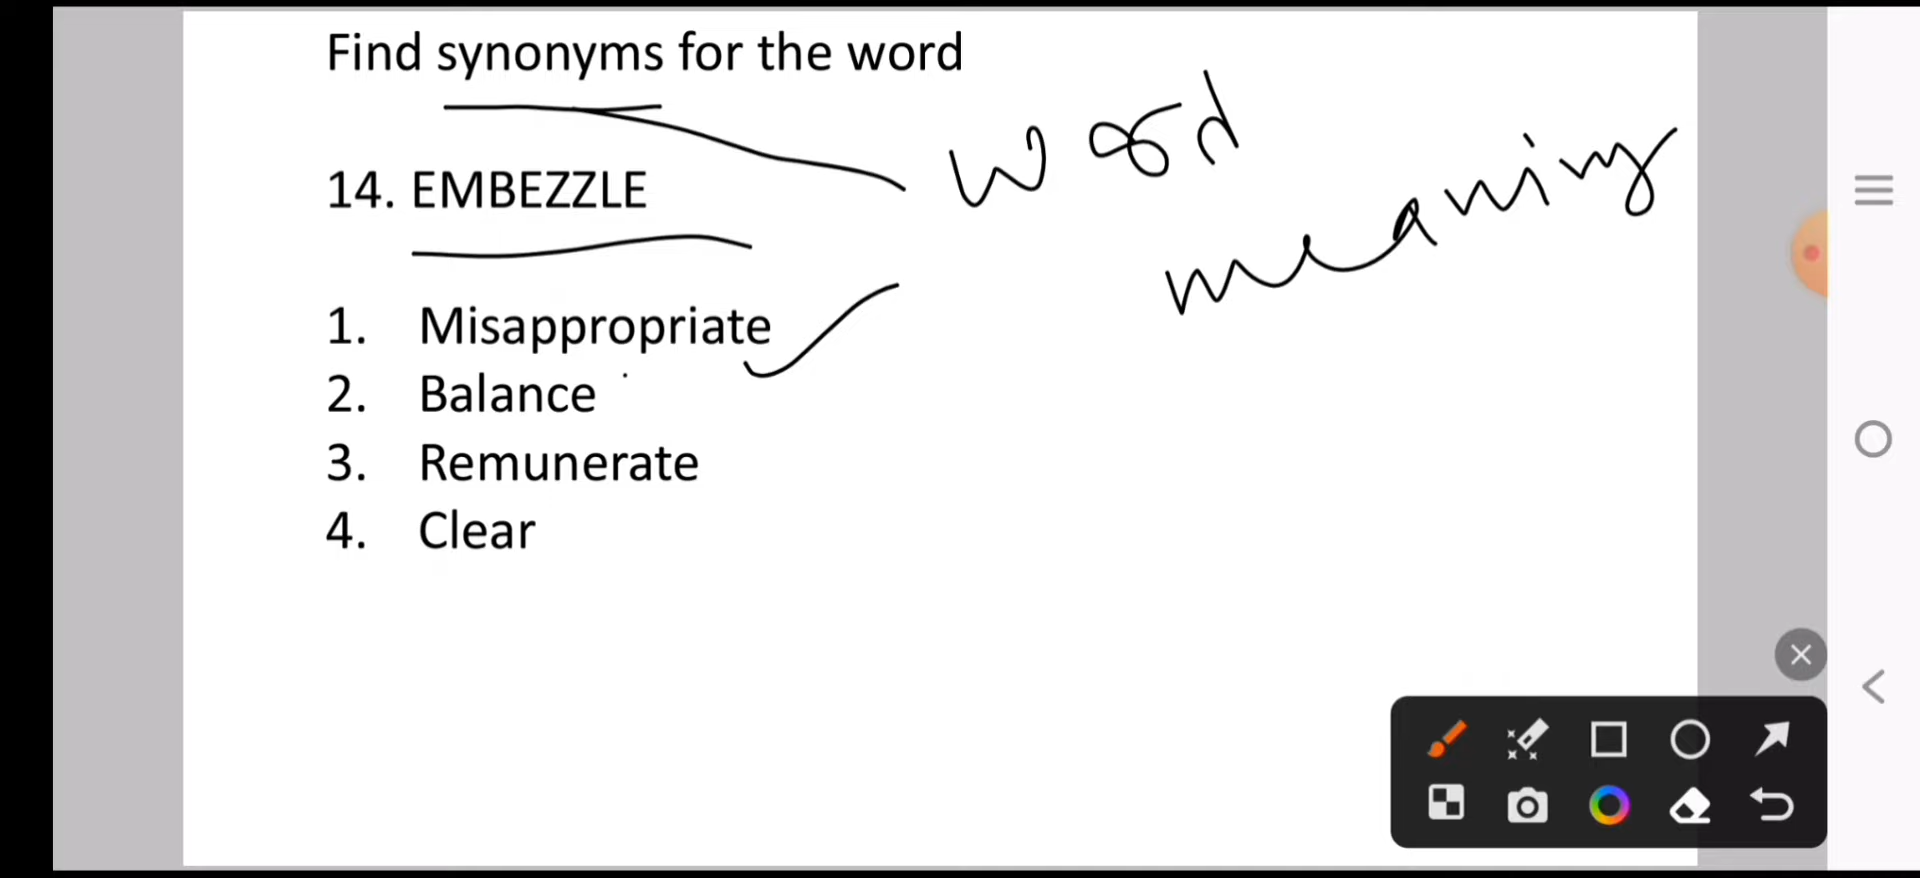 Find synonyms for the word
word
meaning
14. EMBEZZLE
1. Misappropriate
2. Balance
3. Remunerate
4. Clear